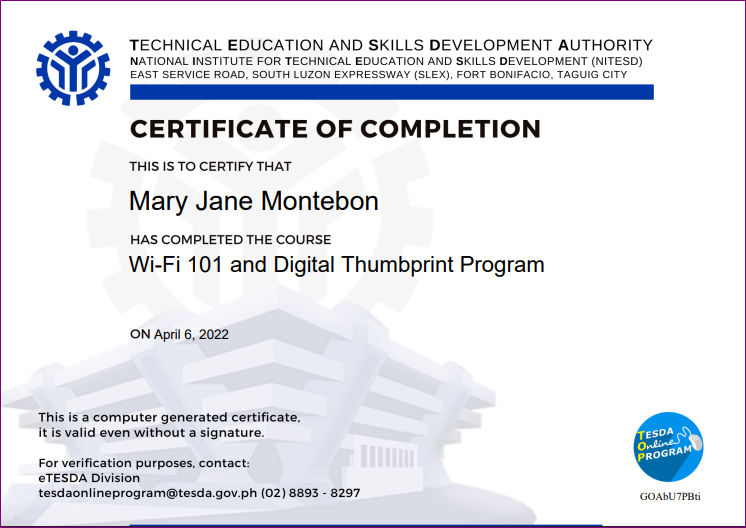 TECHNICAL EDUCATION AND SKILLS DEVELOPMENT AUTHORITY
NATIONAL INSTITUTE FOR TECHNICAL EDUCATION AND SKILLS DEVELOPMENT (NITESD)
EAST SERVICE ROAD, SOUTH LUZON EXPRESSWAY (SLEX), FORT BONIFACIO, TAGUIG CITY
CERTIFICATE OF COMPLETION
THIS IS TO CERTIFY THAT
Mary Jane Montebon
HAS COMPLETED THE COURSE
Wi-Fi 101 and Digital Thumbprint Program
ON April 6, 2022
This is a computer generated certificate,
it is valid even without a signature.
For verification purposes, contact:
eTESDA Division
tesdaonlineprogram@tesda.gov.ph (02) 8893 - 8297
TESDA
Online
PROGRAM
GOAbU7PBti